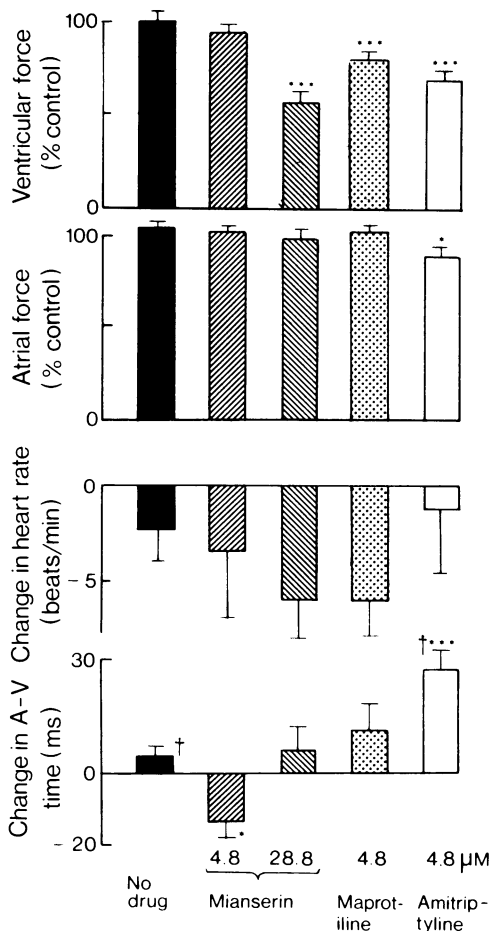 Ventricular force
(% control)
100
0
Atrial force
(% control)
100
0
Change in heart rate
(beats/min)
0
- 5
Change in A-V
time (ms)
30
0
- 20
†
†
4.8 28.8 4.8 4.8 µM
No
drug
Mianserin
Maprot-
iline
Amitrip-
tyline